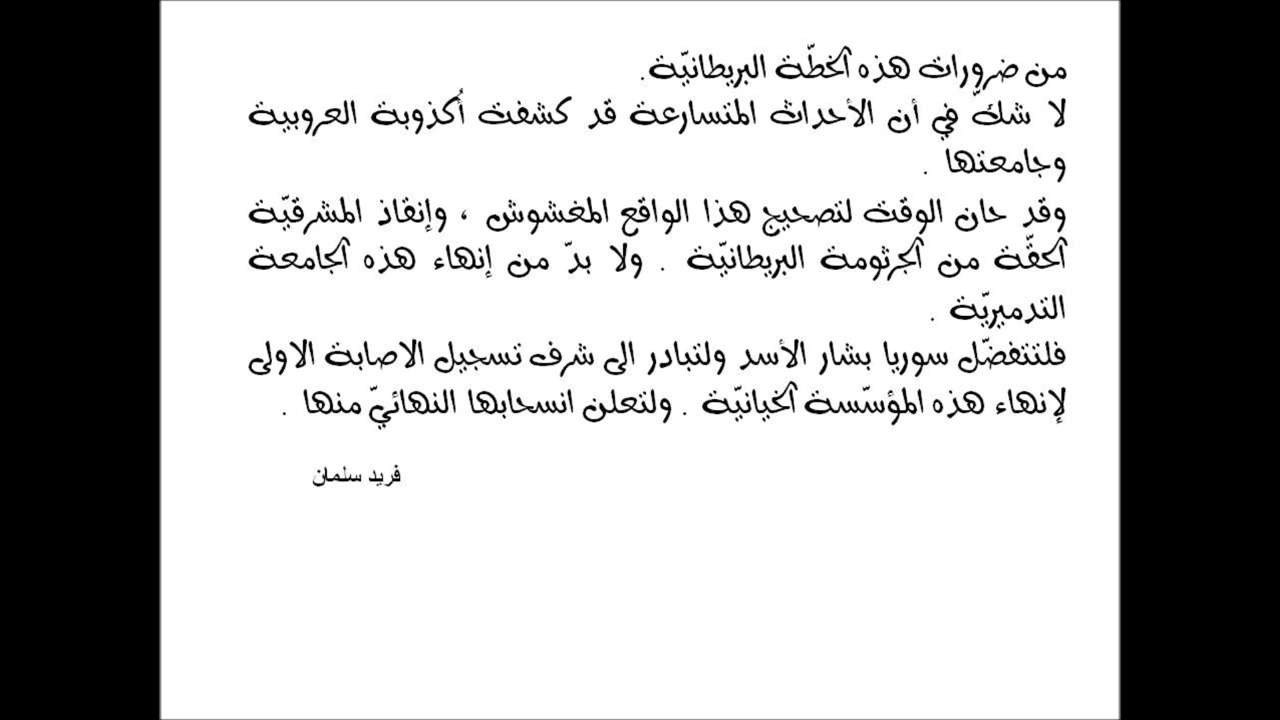 من ضرورات هذه الخطّة البريطانيّة.
لا شكّ في أن الأحداث المتسارعة قد كشفت أُكذوبة العروبية
وجامعتها .
وقد حان الوقت لتصحيح هذا الواقع المغشوش ، وإنقاذ المشرقيّة
الحقّة من الجرثومة البريطانيّة . ولا بدّ من إنهاء هذه الجامعة
التدميريّة .
فلتتفضّل سوريا بشار الأسد ولتبادر الى شرف تسجيل الاصابة الاولى
لإنهاء هذه المؤسّسة الخيانيّة . ولتعلن انسحابها النهائيّ منها .
فريد سلمان